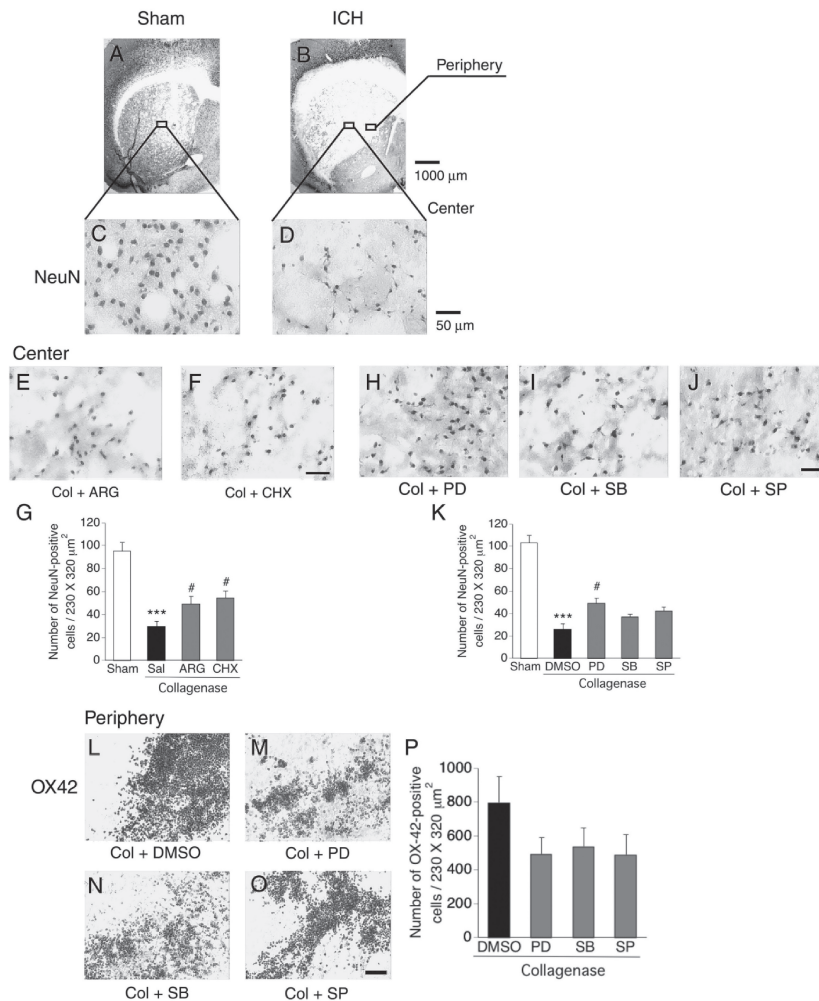 Sham ICH
A B
Periphery
1000 μm
Center
C D
NeuN
50 μm
Center
E F H I J
Col + ARG Col + CHX Col + PD Col + SB Col + SP
G
Number of NeuN-positive
cells / 230 X 320 μm²
120
100
80
60
40
20
0
***
#
#
Sham Sal ARG CHX
Collagenase
K
Number of NeuN-positive
cells / 230 X 320 μm²
120
100
80
60
40
20
0
***
#
Sham DMSO PD SB SP
Collagenase
Periphery
L M
OX42
Col + DMSO Col + PD
N O
Col + SB Col + SP
P
Number of OX-42-positive
cells / 230 X 320 μm²
1000
800
600
400
200
0
DMSO PD SB SP
Collagenase